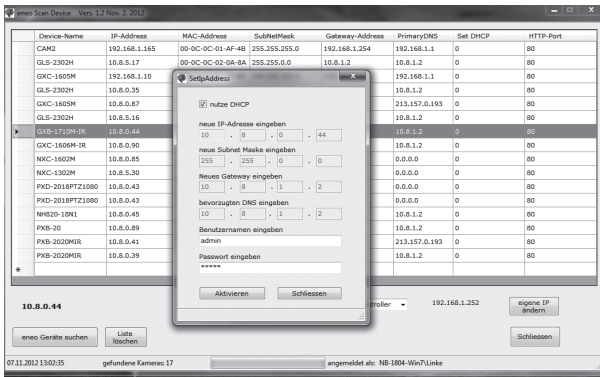 eneo Scan Device Vers. 1.2 Nov. 2, 2012
Device-Name IP-Address MAC-Address SubNetMask Gateway-Address PrimaryDNS Set DHCP HTTP-Port
CAM2 192.168.1.165 00-0C-0C-01-AF-4B 255.255.255.0 192.168.1.254 192.168.1.1 0 80
GLS-2302H 10.8.5.17 00-0C-0C-02-0A-8A 255.255.0.0 10.8.1.2 10.8.1.2 0 80
GXC-1605M 192.168.1.10 192.168.1.1 0 80
GLS-2302H 10.8.0.35 10.8.1.2 0 80
GXC-1605M 10.8.0.87 213.157.0.193 0 80
GLS-2302H 10.8.5.16 10.8.1.2 0 80
GXB-1710M-IR 10.8.0.44 10.8.1.2 0 80
GXC-1606M-IR 10.8.0.90 10.8.1.2 0 80
NXC-1602M 10.8.0.85 0.0.0.0 0 80
NXC-1302M 10.8.5.30 0.0.0.0 0 80
PXD-2018PTZ1080 10.8.0.43 0.0.0.0 0 80
PXD-2018PTZ1080 10.8.0.43 0.0.0.0 0 80
NH820-18N1 10.8.0.45 10.8.1.2 0 80
PXB-20 10.8.0.89 10.8.1.2 0 80
PXB-2020MIR 10.8.0.41 213.157.0.193 0 80
PXB-2020MIR 10.8.0.39 10.8.1.2 0 80
*
SetIpAddress
nutze DHCP
neue IP-Adresse eingeben
10 . 8 . 0 . 44
neue Subnet Maske eingeben
255 . 255 . 0 . 0
Neues Gateway eingeben
10 . 8 . 1 . 2
bevorzugten DNS eingeben
10 . 8 . 1 . 2
Benutzernamen eingeben
admin
Passwort eingeben
*****
Aktivieren Schliessen
10.8.0.44 troller 192.168.1.252 eigene IP
ändern
eneo Geräte suchen Liste
löschen Schliessen
07.11.2012 13:02:35 gefundene Kameras: 17 angemeldet als: NB-1804-Win7\Linke